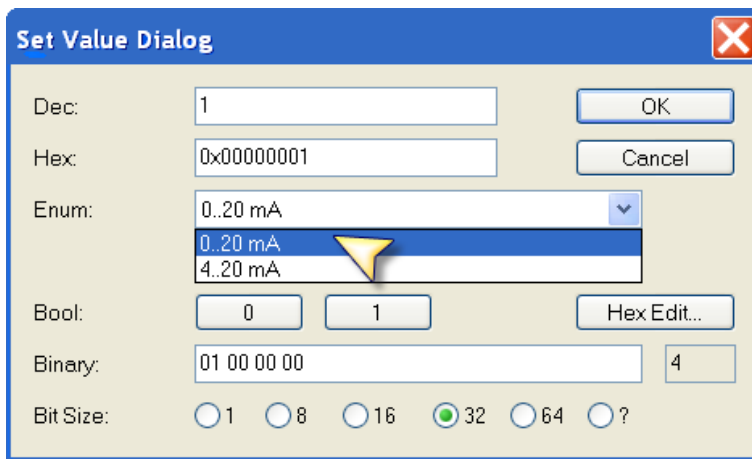 Set Value Dialog
Dec: 1 OK
Hex: 0x00000001 Cancel
Enum: 0..20 mA
0..20 mA
4..20 mA
Bool: 0 1 Hex Edit...
Binary: 01 00 00 00 4
Bit Size: 1 8 16 32 64 ?